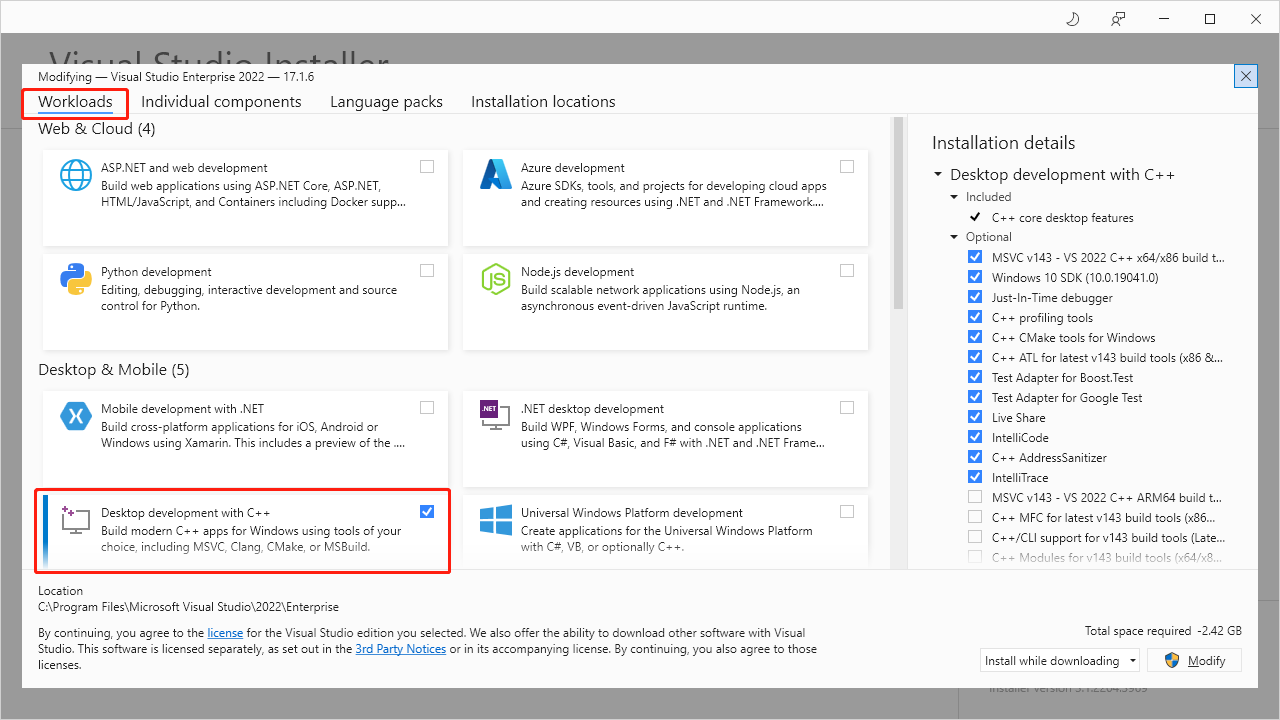 Visual Studio Installer
Modifying — Visual Studio Enterprise 2022 — 17.1.6
Workloads
Individual components
Language packs
Installation locations
Web & Cloud (4)
ASP.NET and web development
Build web applications using ASP.NET Core, ASP.NET,
HTML/JavaScript, and Containers including Docker supp...
Azure development
Azure SDKs, tools, and projects for developing cloud apps
and creating resources using .NET and .NET Framework....
Python development
Editing, debugging, interactive development and source
control for Python.
Node.js development
Build scalable network applications using Node.js, an
asynchronous event-driven JavaScript runtime.
JS
Desktop & Mobile (5)
Mobile development with .NET
Build cross-platform applications for iOS, Android or
Windows using Xamarin. This includes a preview of the ....
.NET
.NET desktop development
Build WPF, Windows Forms, and console applications
using C#, Visual Basic, and F# with .NET and .NET Frame...
Desktop development with C++
Build modern C++ apps for Windows using tools of your
choice, including MSVC, Clang, CMake, or MSBuild.
Universal Windows Platform development
Create applications for the Universal Windows Platform
with C#, VB, or optionally C++.
Installation details
Desktop development with C++
Included
C++ core desktop features
Optional
MSVC v143 - VS 2022 C++ x64/x86 build t...
Windows 10 SDK (10.0.19041.0)
Just-In-Time debugger
C++ profiling tools
C++ CMake tools for Windows
C++ ATL for latest v143 build tools (x86 &...
Test Adapter for Boost.Test
Test Adapter for Google Test
Live Share
IntelliCode
C++ AddressSanitizer
IntelliTrace
MSVC v143 - VS 2022 C++ ARM64 build t...
C++ MFC for latest v143 build tools (x86...
C++/CLI support for v143 build tools (Late...
C++ Modules for v143 build tools (x64/x8...
Location
C:\Program Files\Microsoft Visual Studio\2022\Enterprise
By continuing, you agree to the license for the Visual Studio edition you selected. We also offer the ability to download other software with Visual
Studio. This software is licensed separately, as set out in the 3rd Party Notices or in its accompanying license. By continuing, you also agree to those
licenses.
Total space required -2.42 GB
Install while downloading
Modify